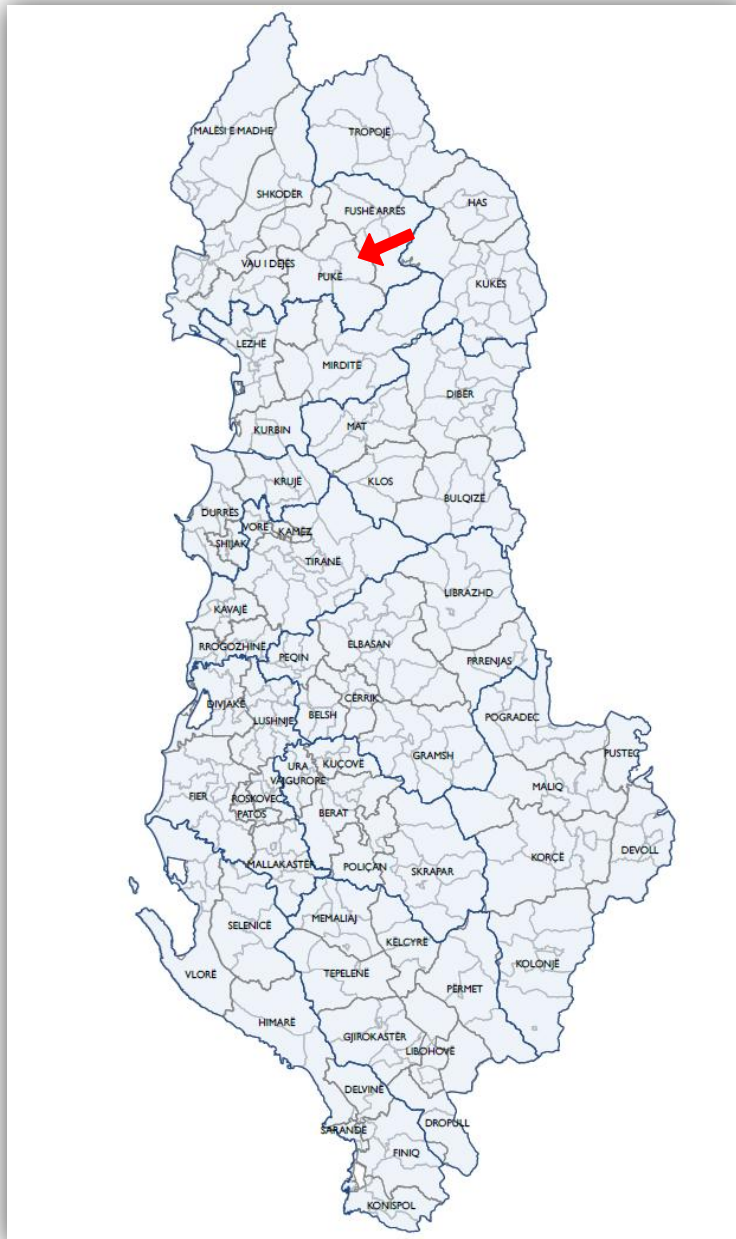 MALËSI E MADHE
TROPOJË
SHKODËR
HAS
FUSHË ARRËS
VAU I DEJËS
PUKË
KUKËS
LEZHË
MIRDITË
DIBËR
KURBIN
MAT
KRUJË
KLOS
BULQIZË
DURRËS
VORË
KAMËZ
SHIJAK
TIRANË
LIBRAZHD
KAVAJË
RROGOZHINË
ELBASAN
PEQIN
PRRENJAS
CËRRIK
DIVJAKË
BELSH
LUSHNJE
POGRADEC
PUSTEC
GRAMSH
URA
VAJGURORE
KUÇOVË
MALIQ
FIER
ROSKOVEC
PATOS
BERAT
DEVOLL
KORÇË
MALLAKASTËR
POLIÇAN
SKRAPAR
MEMALIAJ
SELENICË
KËLCYRË
KOLONJË
VLORË
TEPELENË
PËRMET
HIMARË
GJIROKASTËR
LIBOHOVË
DELVINË
DROPULL
SARANDË
FINIQ
KONISPOL